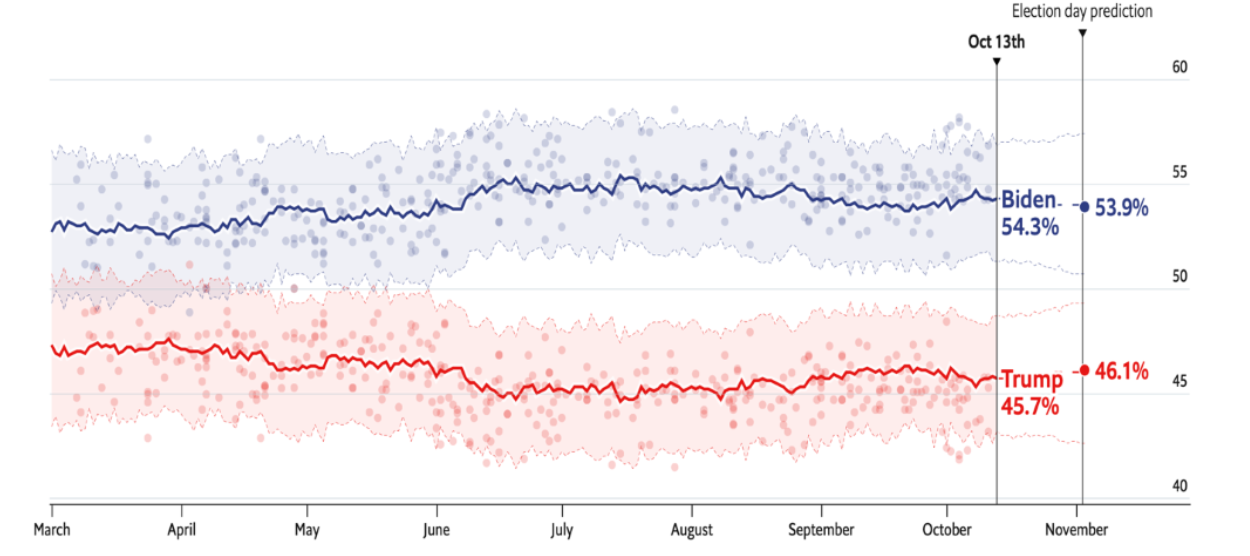 Election day prediction
Oct 13th
60
55
Biden
54.3%
53.9%
50
46.1%
Trump
45.7%
45
40
March April May June July August September October November